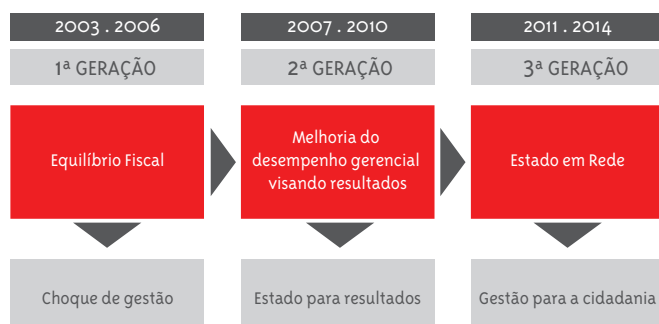 2003 . 2006
2007 . 2010
2011 . 2014
1ª GERAÇÃO
2ª GERAÇÃO
3ª GERAÇÃO
Equilíbrio Fiscal
Melhoria do
desempenho gerencial
visando resultados
Estado em Rede
Choque de gestão
Estado para resultados
Gestão para a cidadania